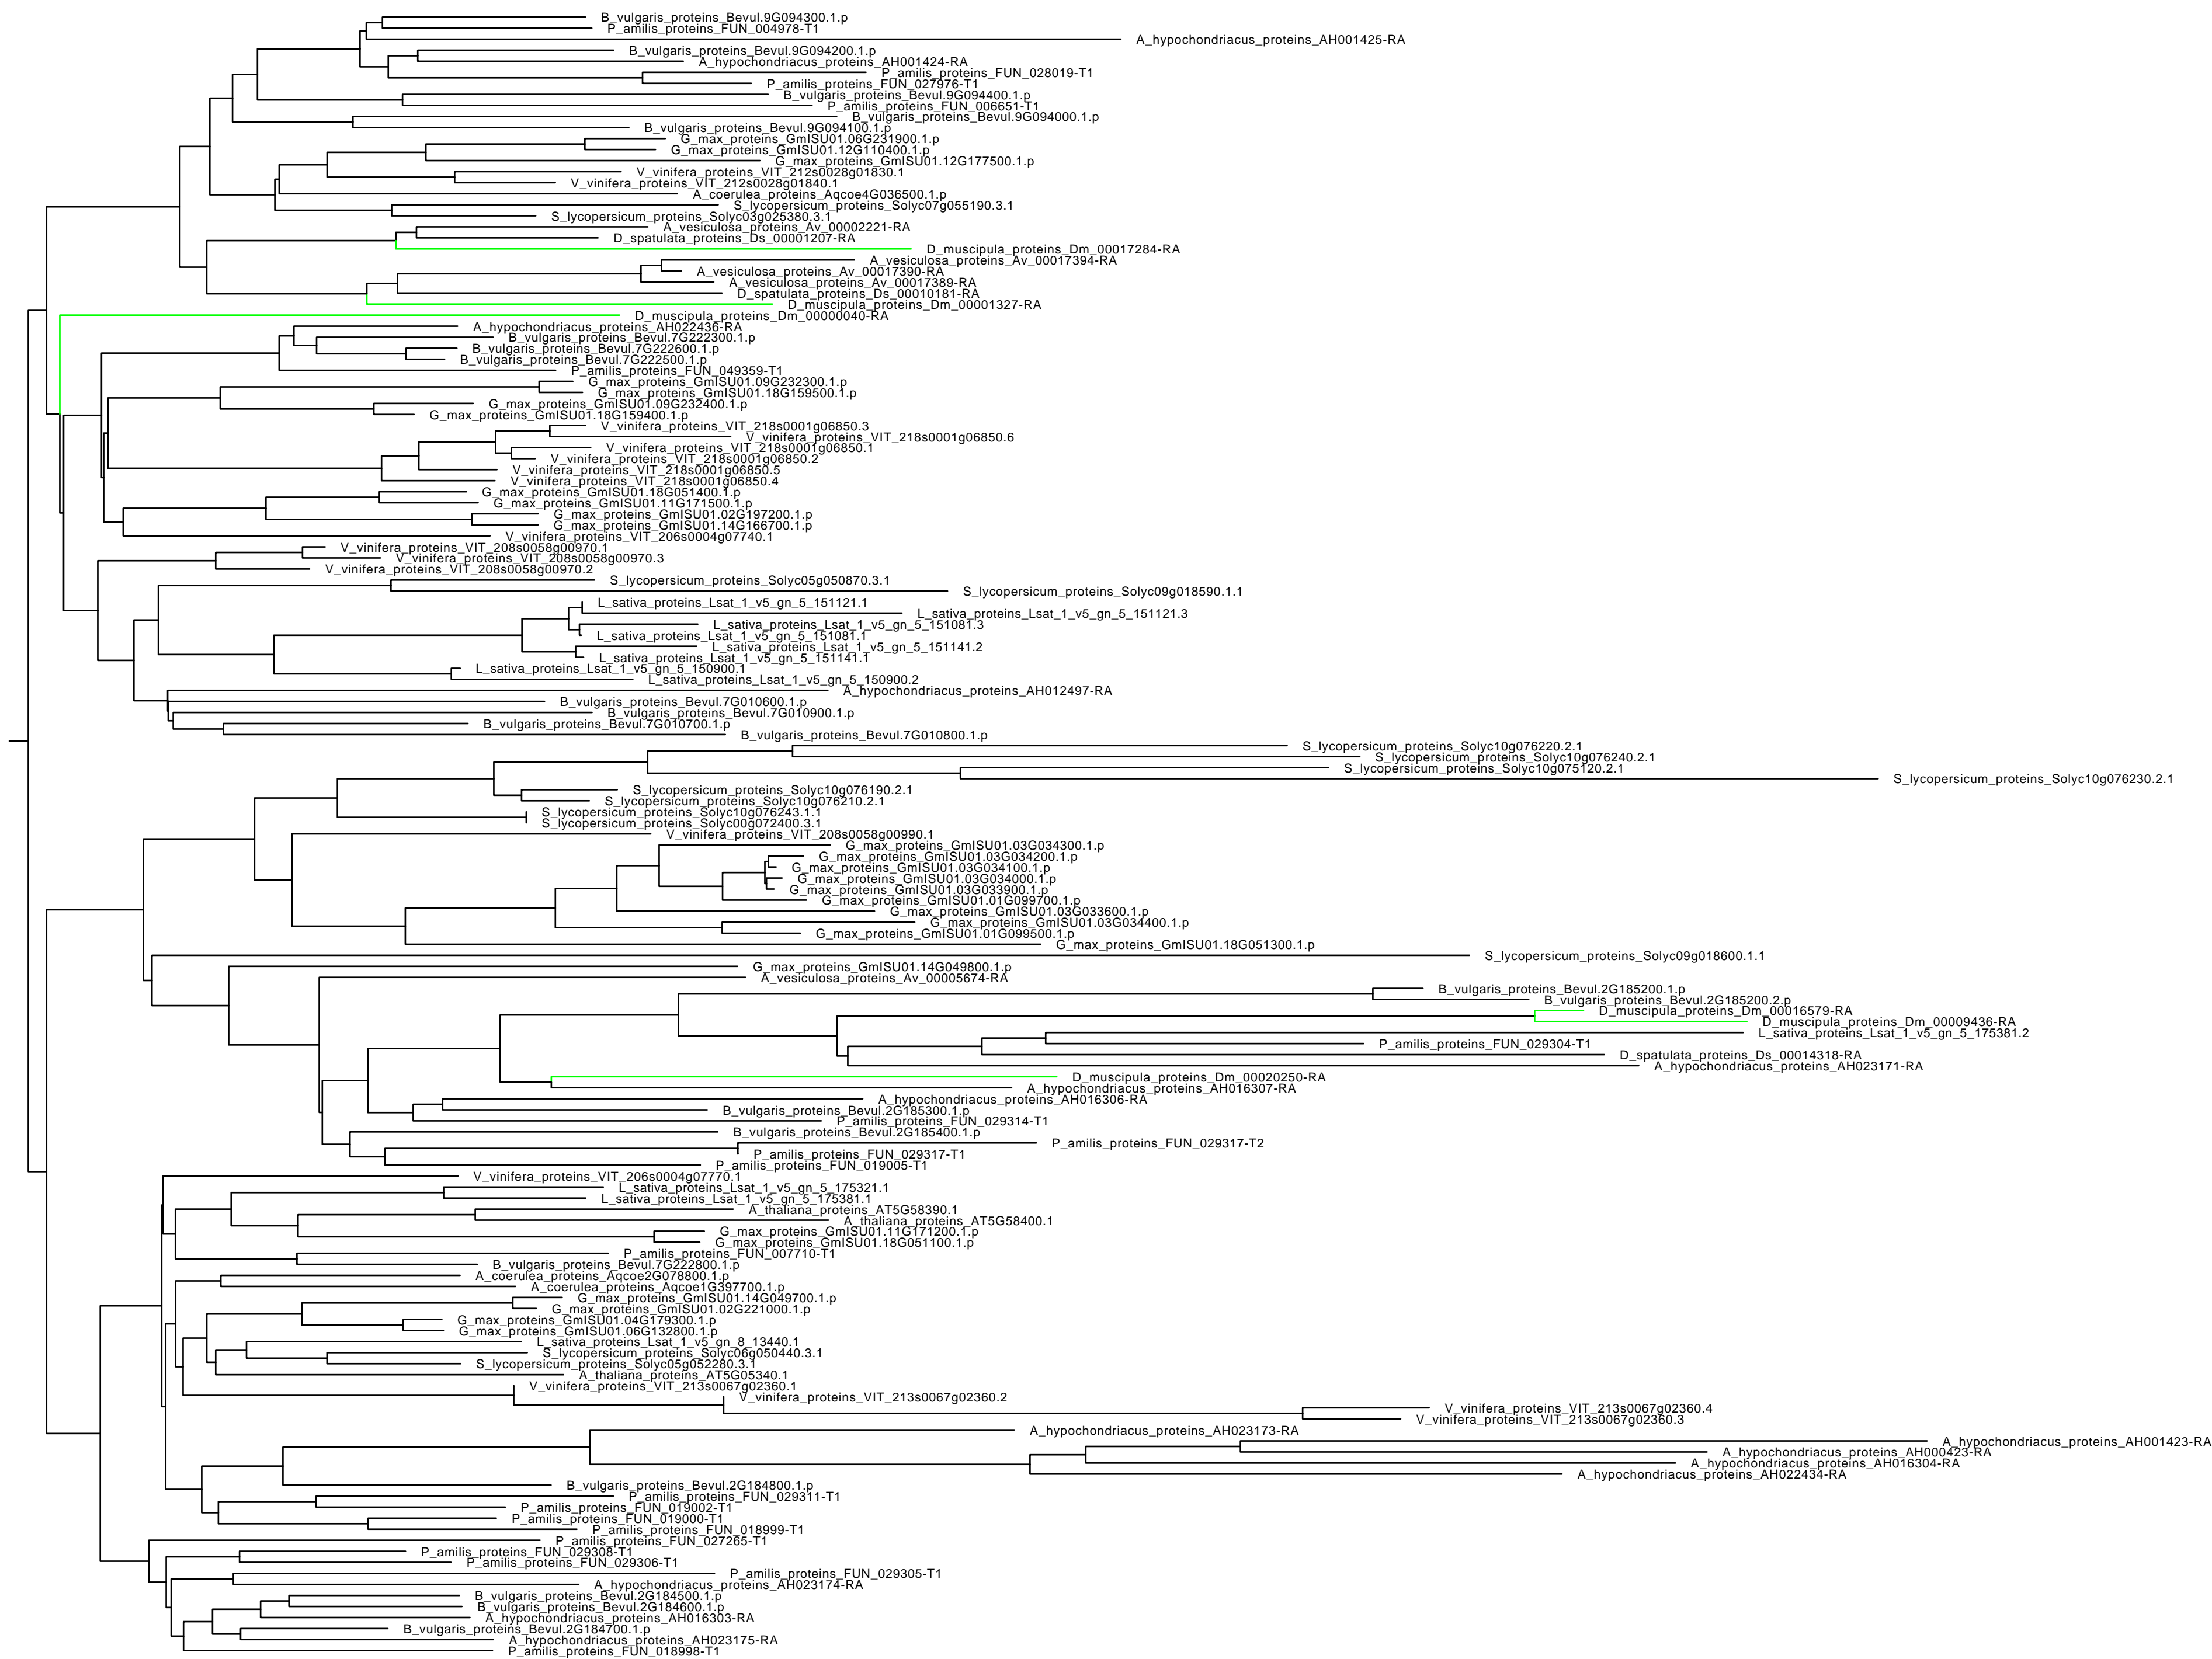 B_vulgaris_proteins_Bevul.9G094300.1.p
P_amilis_proteins_FUN_004978-T1
A_hypochondriacus_proteins_AH001425-RA
B_vulgaris_proteins_Bevul.9G094200.1.p
A_hypochondriacus_proteins_AH001424-RA
P_amilis_proteins_FUN_028019-T1
P_amilis_proteins_FUN_027976-T1
B_vulgaris_proteins_Bevul.9G094400.1.p
P_amilis_proteins_FUN_006651-T1
B_vulgaris_proteins_Bevul.9G094000.1.p
B_vulgaris_proteins_Bevul.9G094100.1.p
G_max_proteins_GmISU01.06G231900.1.p
G_max_proteins_GmISU01.12G110400.1.p
G_max_proteins_GmISU01.12G177500.1.p
V_vinifera_proteins_VIT_212s0028g01830.1
V_vinifera_proteins_VIT_212s0028g01840.1
A_coerulea_proteins_Aqcoe4G036500.1.p
S_lycopersicum_proteins_Solyc07g055190.3.1
S_lycopersicum_proteins_Solyc03g025380.3.1
A_vesiculosa_proteins_Av_00002221-RA
D_spatulata_proteins_Ds_00001207-RA
D_muscipula_proteins_Dm_00017284-RA
A_vesiculosa_proteins_Av_00017394-RA
A_vesiculosa_proteins_Av_00017390-RA
A_vesiculosa_proteins_Av_00017389-RA
D_spatulata_proteins_Ds_00010181-RA
D_muscipula_proteins_Dm_00001327-RA
D_muscipula_proteins_Dm_00000040-RA
A_hypochondriacus_proteins_AH022436-RA
B_vulgaris_proteins_Bevul.7G222300.1.p
B_vulgaris_proteins_Bevul.7G222600.1.p
B_vulgaris_proteins_Bevul.7G222500.1.p
P_amilis_proteins_FUN_049359-T1
G_max_proteins_GmISU01.09G232300.1.p
G_max_proteins_GmISU01.18G159500.1.p
G_max_proteins_GmISU01.09G232400.1.p
G_max_proteins_GmISU01.18G159400.1.p
V_vinifera_proteins_VIT_218s0001g06850.3
V_vinifera_proteins_VIT_218s0001g06850.6
V_vinifera_proteins_VIT_218s0001g06850.1
V_vinifera_proteins_VIT_218s0001g06850.2
V_vinifera_proteins_VIT_218s0001g06850.5
V_vinifera_proteins_VIT_218s0001g06850.4
G_max_proteins_GmISU01.18G051400.1.p
G_max_proteins_GmISU01.11G171500.1.p
G_max_proteins_GmISU01.02G197200.1.p
G_max_proteins_GmISU01.14G166700.1.p
V_vinifera_proteins_VIT_206s0004g07740.1
V_vinifera_proteins_VIT_208s0058g00970.1
V_vinifera_proteins_VIT_208s0058g00970.3
V_vinifera_proteins_VIT_208s0058g00970.2
S_lycopersicum_proteins_Solyc05g050870.3.1
S_lycopersicum_proteins_Solyc09g018590.1.1
L_sativa_proteins_Lsat_1_v5_gn_5_151121.1
L_sativa_proteins_Lsat_1_v5_gn_5_151121.3
L_sativa_proteins_Lsat_1_v5_gn_5_151081.3
L_sativa_proteins_Lsat_1_v5_gn_5_151081.1
L_sativa_proteins_Lsat_1_v5_gn_5_151141.2
L_sativa_proteins_Lsat_1_v5_gn_5_151141.1
L_sativa_proteins_Lsat_1_v5_gn_5_150900.1
L_sativa_proteins_Lsat_1_v5_gn_5_150900.2
A_hypochondriacus_proteins_AH012497-RA
B_vulgaris_proteins_Bevul.7G010600.1.p
B_vulgaris_proteins_Bevul.7G010900.1.p
B_vulgaris_proteins_Bevul.7G010700.1.p
B_vulgaris_proteins_Bevul.7G010800.1.p
S_lycopersicum_proteins_Solyc10g076220.2.1
S_lycopersicum_proteins_Solyc10g076240.2.1
S_lycopersicum_proteins_Solyc10g075120.2.1
S_lycopersicum_proteins_Solyc10g076230.2.1
S_lycopersicum_proteins_Solyc10g076190.2.1
S_lycopersicum_proteins_Solyc10g076210.2.1
S_lycopersicum_proteins_Solyc10g076243.1.1
S_lycopersicum_proteins_Solyc00g072400.3.1
V_vinifera_proteins_VIT_208s0058g00990.1
G_max_proteins_GmISU01.03G034300.1.p
G_max_proteins_GmISU01.03G034200.1.p
G_max_proteins_GmISU01.03G034100.1.p
G_max_proteins_GmISU01.03G034000.1.p
G_max_proteins_GmISU01.03G033900.1.p
G_max_proteins_GmISU01.01G099700.1.p
G_max_proteins_GmISU01.03G033600.1.p
G_max_proteins_GmISU01.03G034400.1.p
G_max_proteins_GmISU01.01G099500.1.p
G_max_proteins_GmISU01.18G051300.1.p
S_lycopersicum_proteins_Solyc09g018600.1.1
G_max_proteins_GmISU01.14G049800.1.p
A_vesiculosa_proteins_Av_00005674-RA
B_vulgaris_proteins_Bevul.2G185200.1.p
B_vulgaris_proteins_Bevul.2G185200.2.p
D_muscipula_proteins_Dm_00016579-RA
D_muscipula_proteins_Dm_00009436-RA
L_sativa_proteins_Lsat_1_v5_gn_5_175381.2
P_amilis_proteins_FUN_029304-T1
D_spatulata_proteins_Ds_00014318-RA
A_hypochondriacus_proteins_AH023171-RA
D_muscipula_proteins_Dm_00020250-RA
A_hypochondriacus_proteins_AH016307-RA
A_hypochondriacus_proteins_AH016306-RA
B_vulgaris_proteins_Bevul.2G185300.1.p
P_amilis_proteins_FUN_029314-T1
B_vulgaris_proteins_Bevul.2G185400.1.p
P_amilis_proteins_FUN_029317-T2
P_amilis_proteins_FUN_029317-T1
P_amilis_proteins_FUN_019005-T1
V_vinifera_proteins_VIT_206s0004g07770.1
L_sativa_proteins_Lsat_1_v5_gn_5_175321.1
L_sativa_proteins_Lsat_1_v5_gn_5_175381.1
A_thaliana_proteins_AT5G58390.1
A_thaliana_proteins_AT5G58400.1
G_max_proteins_GmISU01.11G171200.1.p
G_max_proteins_GmISU01.18G051100.1.p
P_amilis_proteins_FUN_007710-T1
B_vulgaris_proteins_Bevul.7G222800.1.p
A_coerulea_proteins_Aqcoe2G078800.1.p
A_coerulea_proteins_Aqcoe1G397700.1.p
G_max_proteins_GmISU01.14G049700.1.p
G_max_proteins_GmISU01.02G221000.1.p
G_max_proteins_GmISU01.04G179300.1.p
G_max_proteins_GmISU01.06G132800.1.p
L_sativa_proteins_Lsat_1_v5_gn_8_13440.1
S_lycopersicum_proteins_Solyc06g050440.3.1
S_lycopersicum_proteins_Solyc05g052280.3.1
A_thaliana_proteins_AT5G05340.1
V_vinifera_proteins_VIT_213s0067g02360.1
V_vinifera_proteins_VIT_213s0067g02360.2
V_vinifera_proteins_VIT_213s0067g02360.4
V_vinifera_proteins_VIT_213s0067g02360.3
A_hypochondriacus_proteins_AH023173-RA
A_hypochondriacus_proteins_AH001423-RA
A_hypochondriacus_proteins_AH000423-RA
A_hypochondriacus_proteins_AH016304-RA
A_hypochondriacus_proteins_AH022434-RA
B_vulgaris_proteins_Bevul.2G184800.1.p
P_amilis_proteins_FUN_029311-T1
P_amilis_proteins_FUN_019002-T1
P_amilis_proteins_FUN_019000-T1
P_amilis_proteins_FUN_018999-T1
P_amilis_proteins_FUN_027265-T1
P_amilis_proteins_FUN_029308-T1
P_amilis_proteins_FUN_029306-T1
P_amilis_proteins_FUN_029305-T1
A_hypochondriacus_proteins_AH023174-RA
B_vulgaris_proteins_Bevul.2G184500.1.p
B_vulgaris_proteins_Bevul.2G184600.1.p
A_hypochondriacus_proteins_AH016303-RA
B_vulgaris_proteins_Bevul.2G184700.1.p
A_hypochondriacus_proteins_AH023175-RA
P_amilis_proteins_FUN_018998-T1